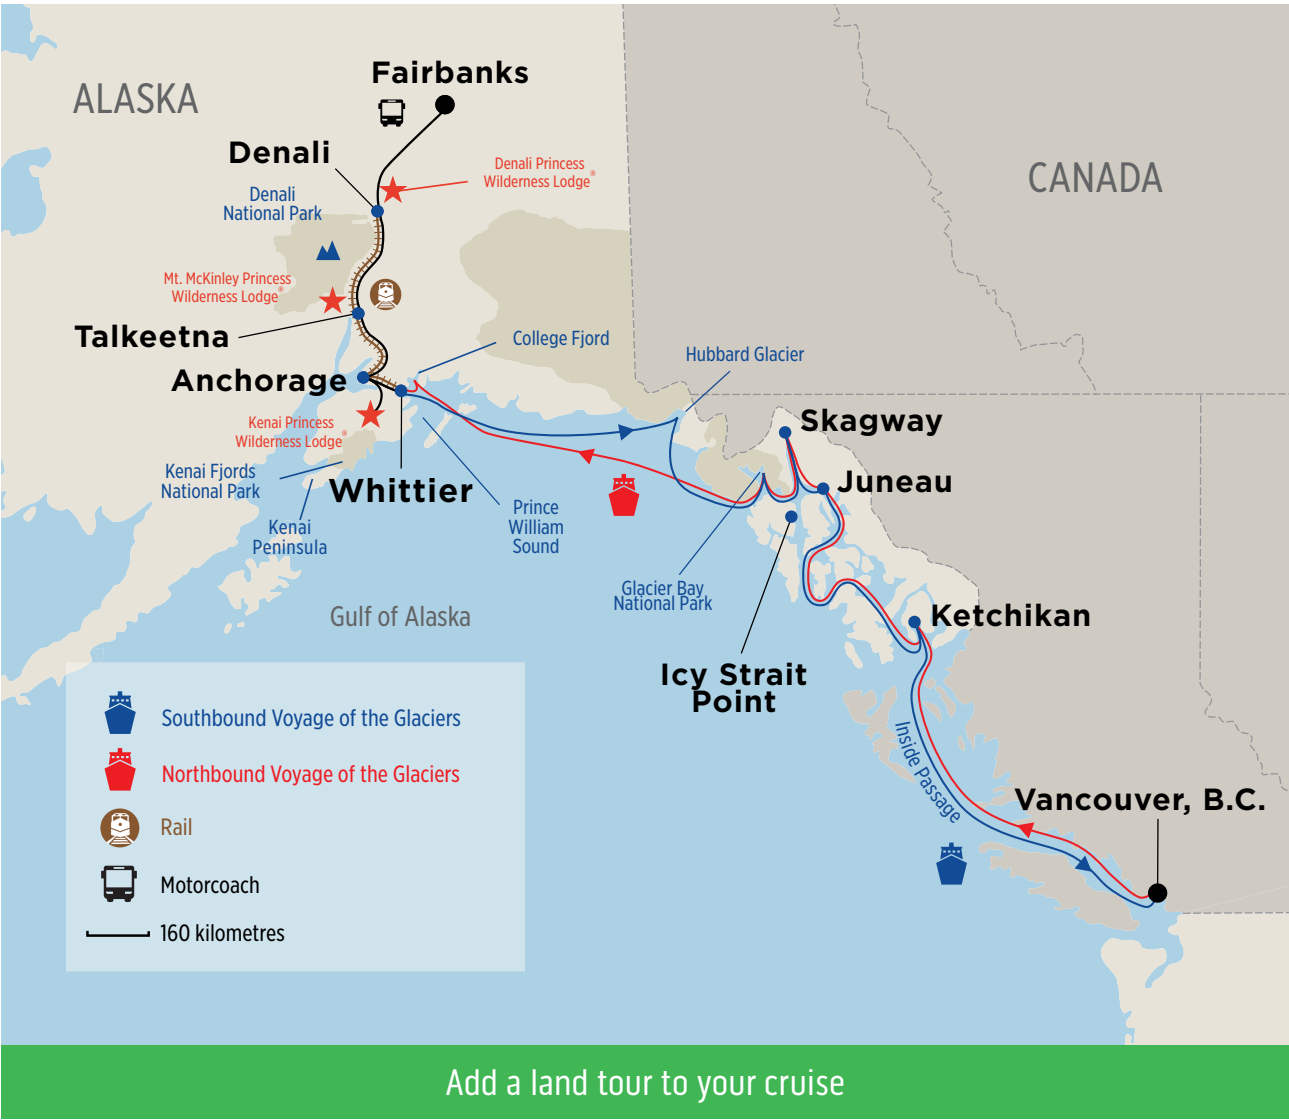 ALASKA
Fairbanks
Denali
Denali Princess
Wilderness Lodge®
CANADA
Denali
National Park
Mt. McKinley Princess
Wilderness Lodge®
Talkeetna
College Fjord
Hubbard Glacier
Anchorage
Kenai Princess
Wilderness Lodge®
Skagway
Kenai Fjords
National Park
Whittier
Juneau
Prince
William
Sound
Kenai
Peninsula
Glacier Bay
National Park
Gulf of Alaska
Ketchikan
Icy Strait
Point
Southbound Voyage of the Glaciers
Northbound Voyage of the Glaciers
Rail
Motorcoach
160 kilometres
Inside Passage
Vancouver, B.C.
Add a land tour to your cruise